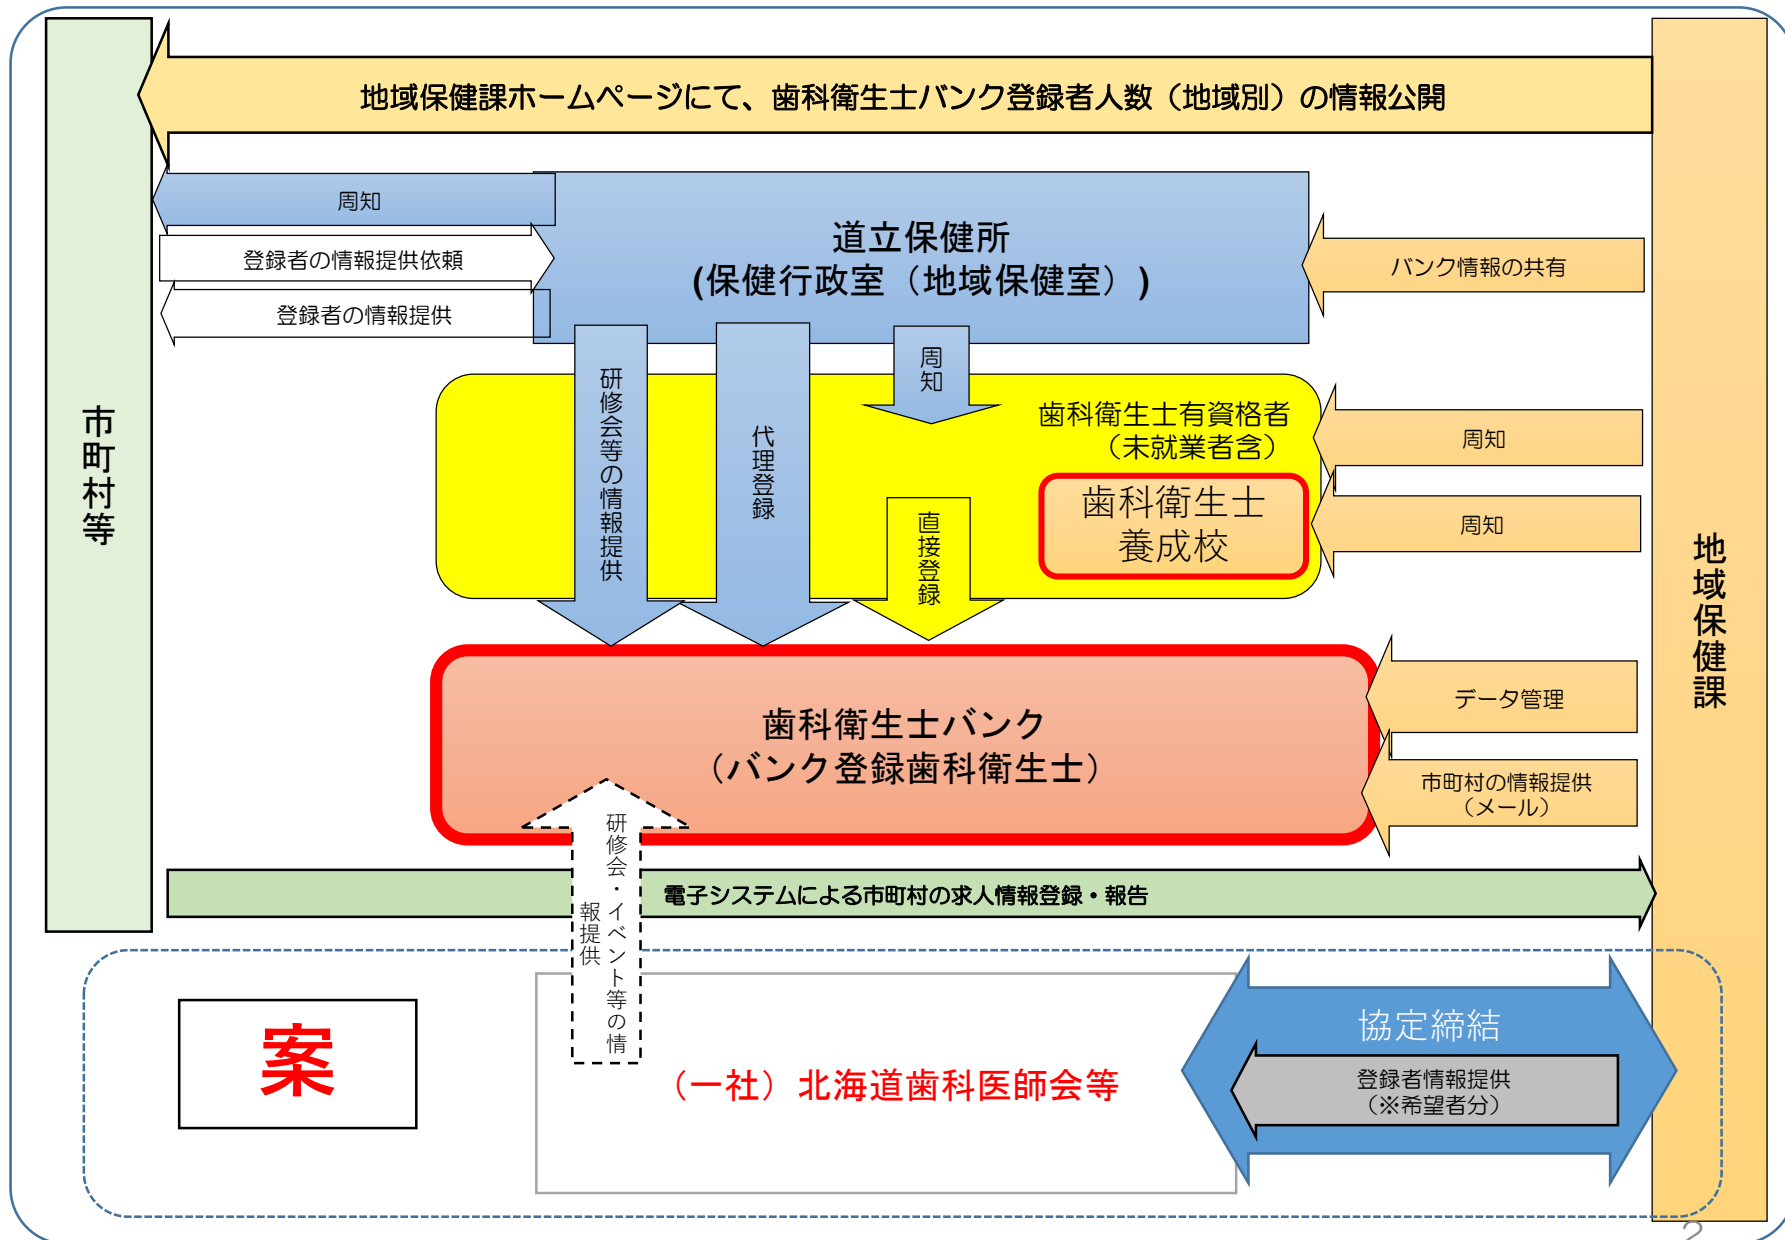 地域保健課ホームページにて、歯科衛生士バンク登録者人数（地域別）の情報公開
周知
登録者の情報提供依頼
登録者の情報提供
道立保健所
(保健行政室（地域保健室）)
バンク情報の共有
市町村等
地域保健課
研修会等の情報提供
代理登録
周知
直接登録
歯科衛生士有資格者
（未就業者含）
歯科衛生士
養成校
周知
周知
歯科衛生士バンク
（バンク登録歯科衛生士）
データ管理
市町村の情報提供
（メール）
研修会・イベント等の情
報提供
電子システムによる市町村の求人情報登録・報告
案
（一社）北海道歯科医師会等
協定締結
登録者情報提供
（※希望者分）
2